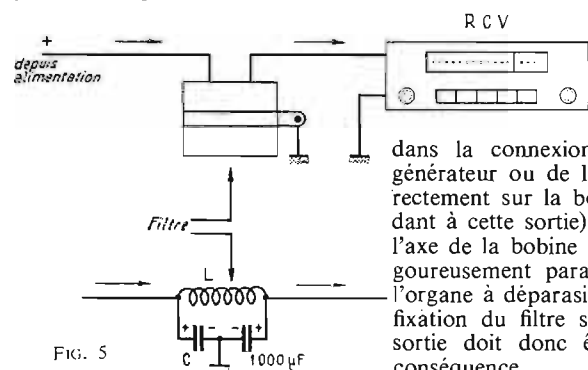 RCV
+
depuis
alimentation
Filtre
L
+ - - +
C 1000 µF
FIG. 5
dans la connexion
générateur ou de l
rectement sur la b
dant à cette sortie)
l'axe de la bobine
goureusement para
l'organe à déparasi
fixation du filtre s
sortie doit donc ê
conséquence